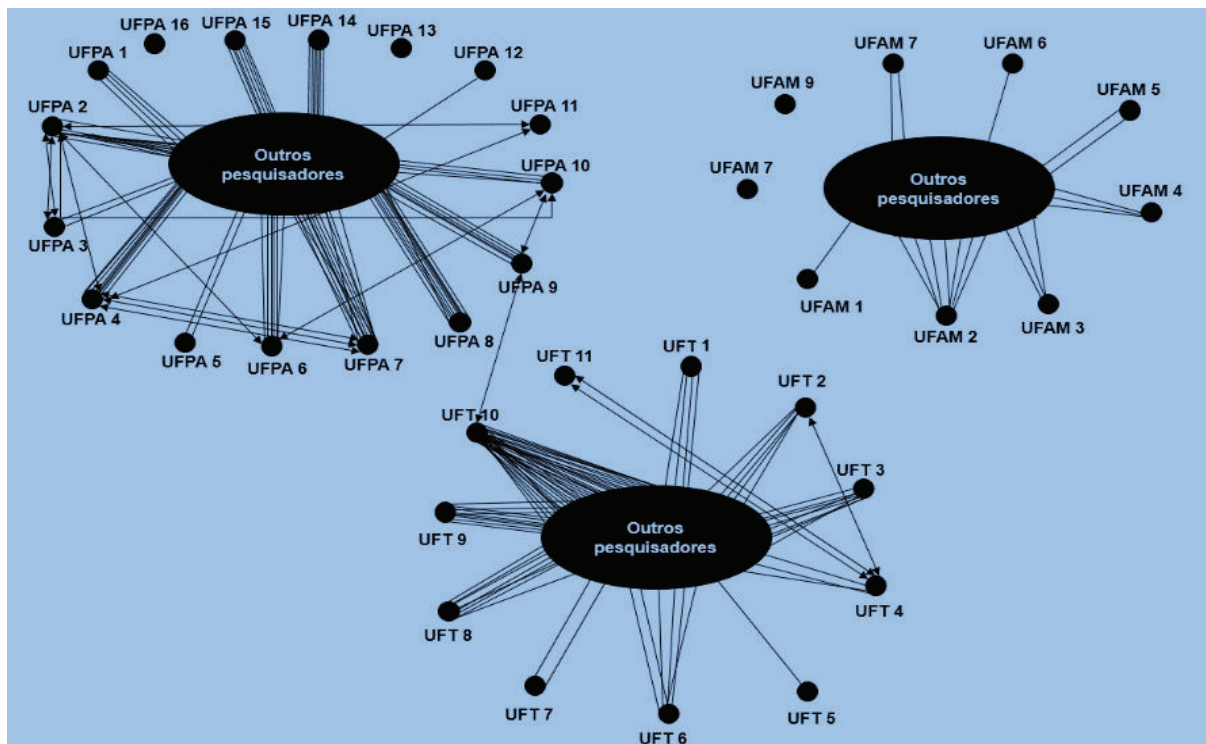 UFPA 16
UFPA 15
UFPA 14
UFPA 13
UFPA 1
UFPA 12
UFPA 2
UFPA 11
UFPA 10
Outros
pesquisadores
UFPA 3
UFPA 9
UFPA 4
UFPA 5
UFPA 6
UFPA 7
UFPA 8
UFAM 7
UFAM 6
UFAM 9
UFAM 5
UFAM 7
Outros
pesquisadores
UFAM 4
UFAM 1
UFAM 2
UFAM 3
UFT 11
UFT 1
UFT 2
UFT 10
UFT 3
UFT 9
Outros
pesquisadores
UFT 4
UFT 8
UFT 7
UFT 6
UFT 5